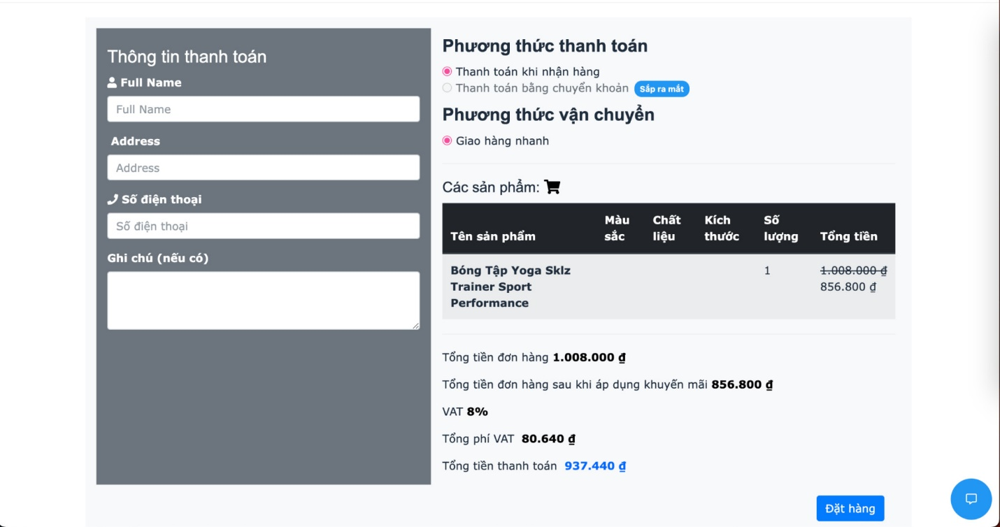 Thông tin thanh toán
Full Name
Full Name
Address
Address
Số điện thoại
Số điện thoại
Ghi chú (nếu có)
Phương thức thanh toán
Thanh toán khi nhận hàng
Thanh toán bằng chuyển khoản Sắp ra mắt
Phương thức vận chuyển
Giao hàng nhanh
Các sản phẩm:
Tên sản phẩm Màu sắc Chất liệu Kích thước Số lượng Tổng tiền
Bóng Tập Yoga Sklz 1 1.008.000 ₫
Trainer Sport 856.800 ₫
Performance
Tổng tiền đơn hàng 1.008.000 ₫
Tổng tiền đơn hàng sau khi áp dụng khuyến mãi 856.800 ₫
VAT 8%
Tổng phí VAT 80.640 ₫
Tổng tiền thanh toán 937.440 ₫
Đặt hàng